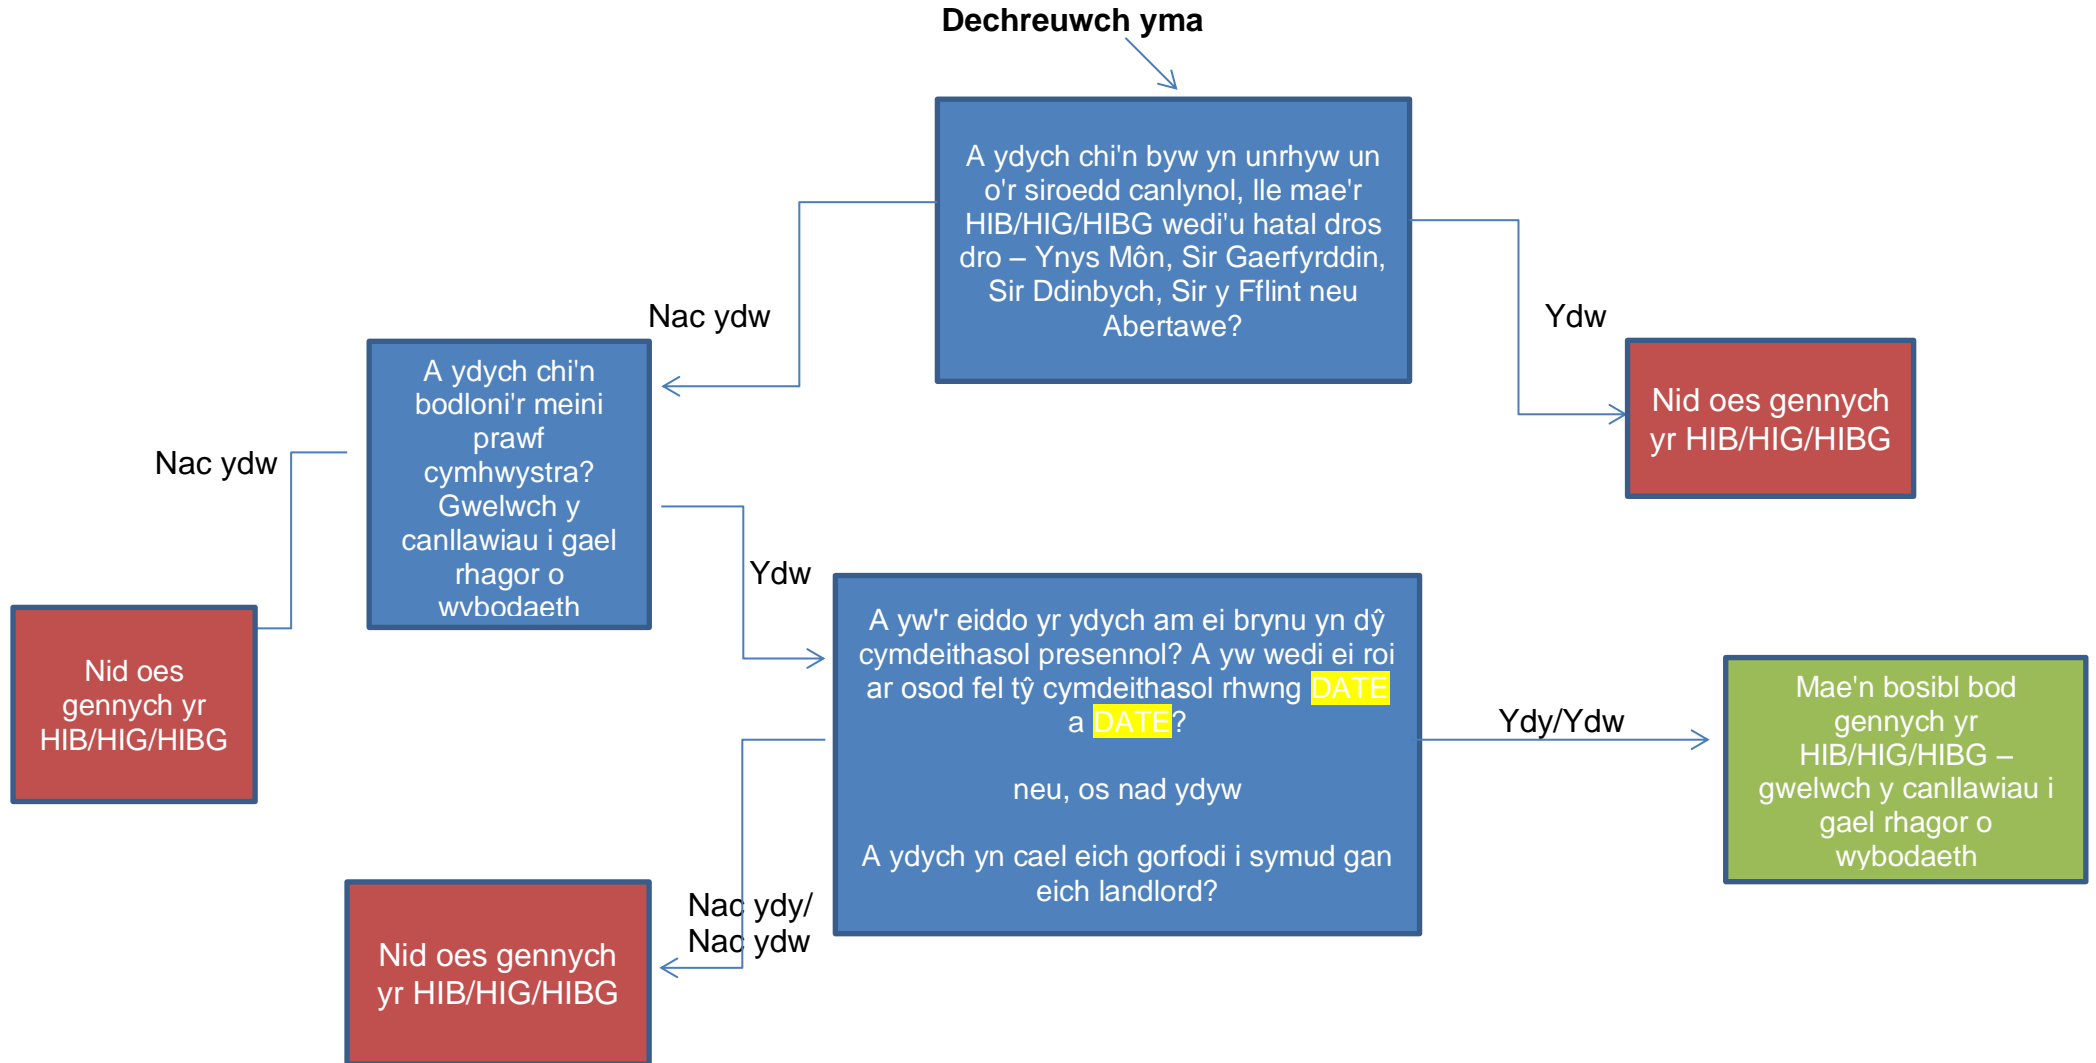 Dechreuwch yma
A ydych chi'n byw yn unrhyw un
o'r siroedd canlynol, lle mae'r
HIB/HIG/HIBG wedi'u hatal dros
dro – Ynys Môn, Sir Gaerfyrddin,
Sir Ddinbych, Sir y Fflint neu
Abertawe?
Nac ydw
Ydw
Nid oes gennych
yr HIB/HIG/HIBG
A ydych chi'n
bodloni'r meini
prawf
cymhwystra?
Gwelwch y
canllawiau i gael
rhagor o
wybodaeth
Nac ydw
Ydw
Nid oes
gennych yr
HIB/HIG/HIBG
A yw'r eiddo yr ydych am ei brynu yn dŷ
cymdeithasol presennol? A yw wedi ei roi
ar osod fel tŷ cymdeithasol rhwng DATE
a DATE?
neu, os nad ydyw
A ydych yn cael eich gorfodi i symud gan
eich landlord?
Ydy/Ydw
Mae'n bosibl bod
gennych yr
HIB/HIG/HIBG –
gwelwch y canllawiau i
gael rhagor o
wybodaeth
Nac ydy/
Nac ydw
Nid oes gennych
yr HIB/HIG/HIBG